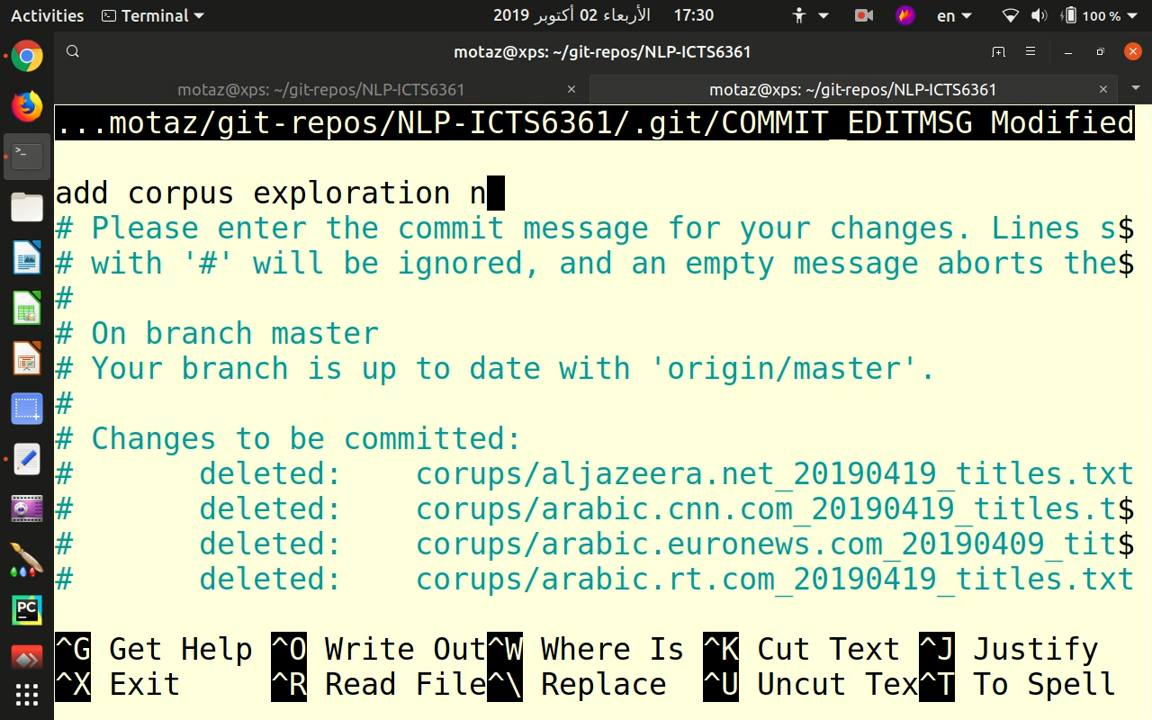 Activities Terminal الأربعاء 02 أكتوبر 2019 17:30 en 100 %
motaz@xps: ~/git-repos/NLP-ICTS6361
motaz@xps: ~/git-repos/NLP-ICTS6361 × motaz@xps: ~/git-repos/NLP-ICTS6361 ×
...motaz/git-repos/NLP-ICTS6361/.git/COMMIT_EDITMSG Modified
add corpus exploration n
# Please enter the commit message for your changes. Lines s$
# with '#' will be ignored, and an empty message aborts the$
#
# On branch master
# Your branch is up to date with 'origin/master'.
#
# Changes to be committed:
# deleted: corups/aljazeera.net_20190419_titles.txt
# deleted: corups/arabic.cnn.com_20190419_titles.t$
# deleted: corups/arabic.euronews.com_20190409_tit$
# deleted: corups/arabic.rt.com_20190419_titles.txt
^G Get Help ^O Write Out ^W Where Is ^K Cut Text ^J Justify
^X Exit ^R Read File ^\ Replace ^U Uncut Tex ^T To Spell
PC